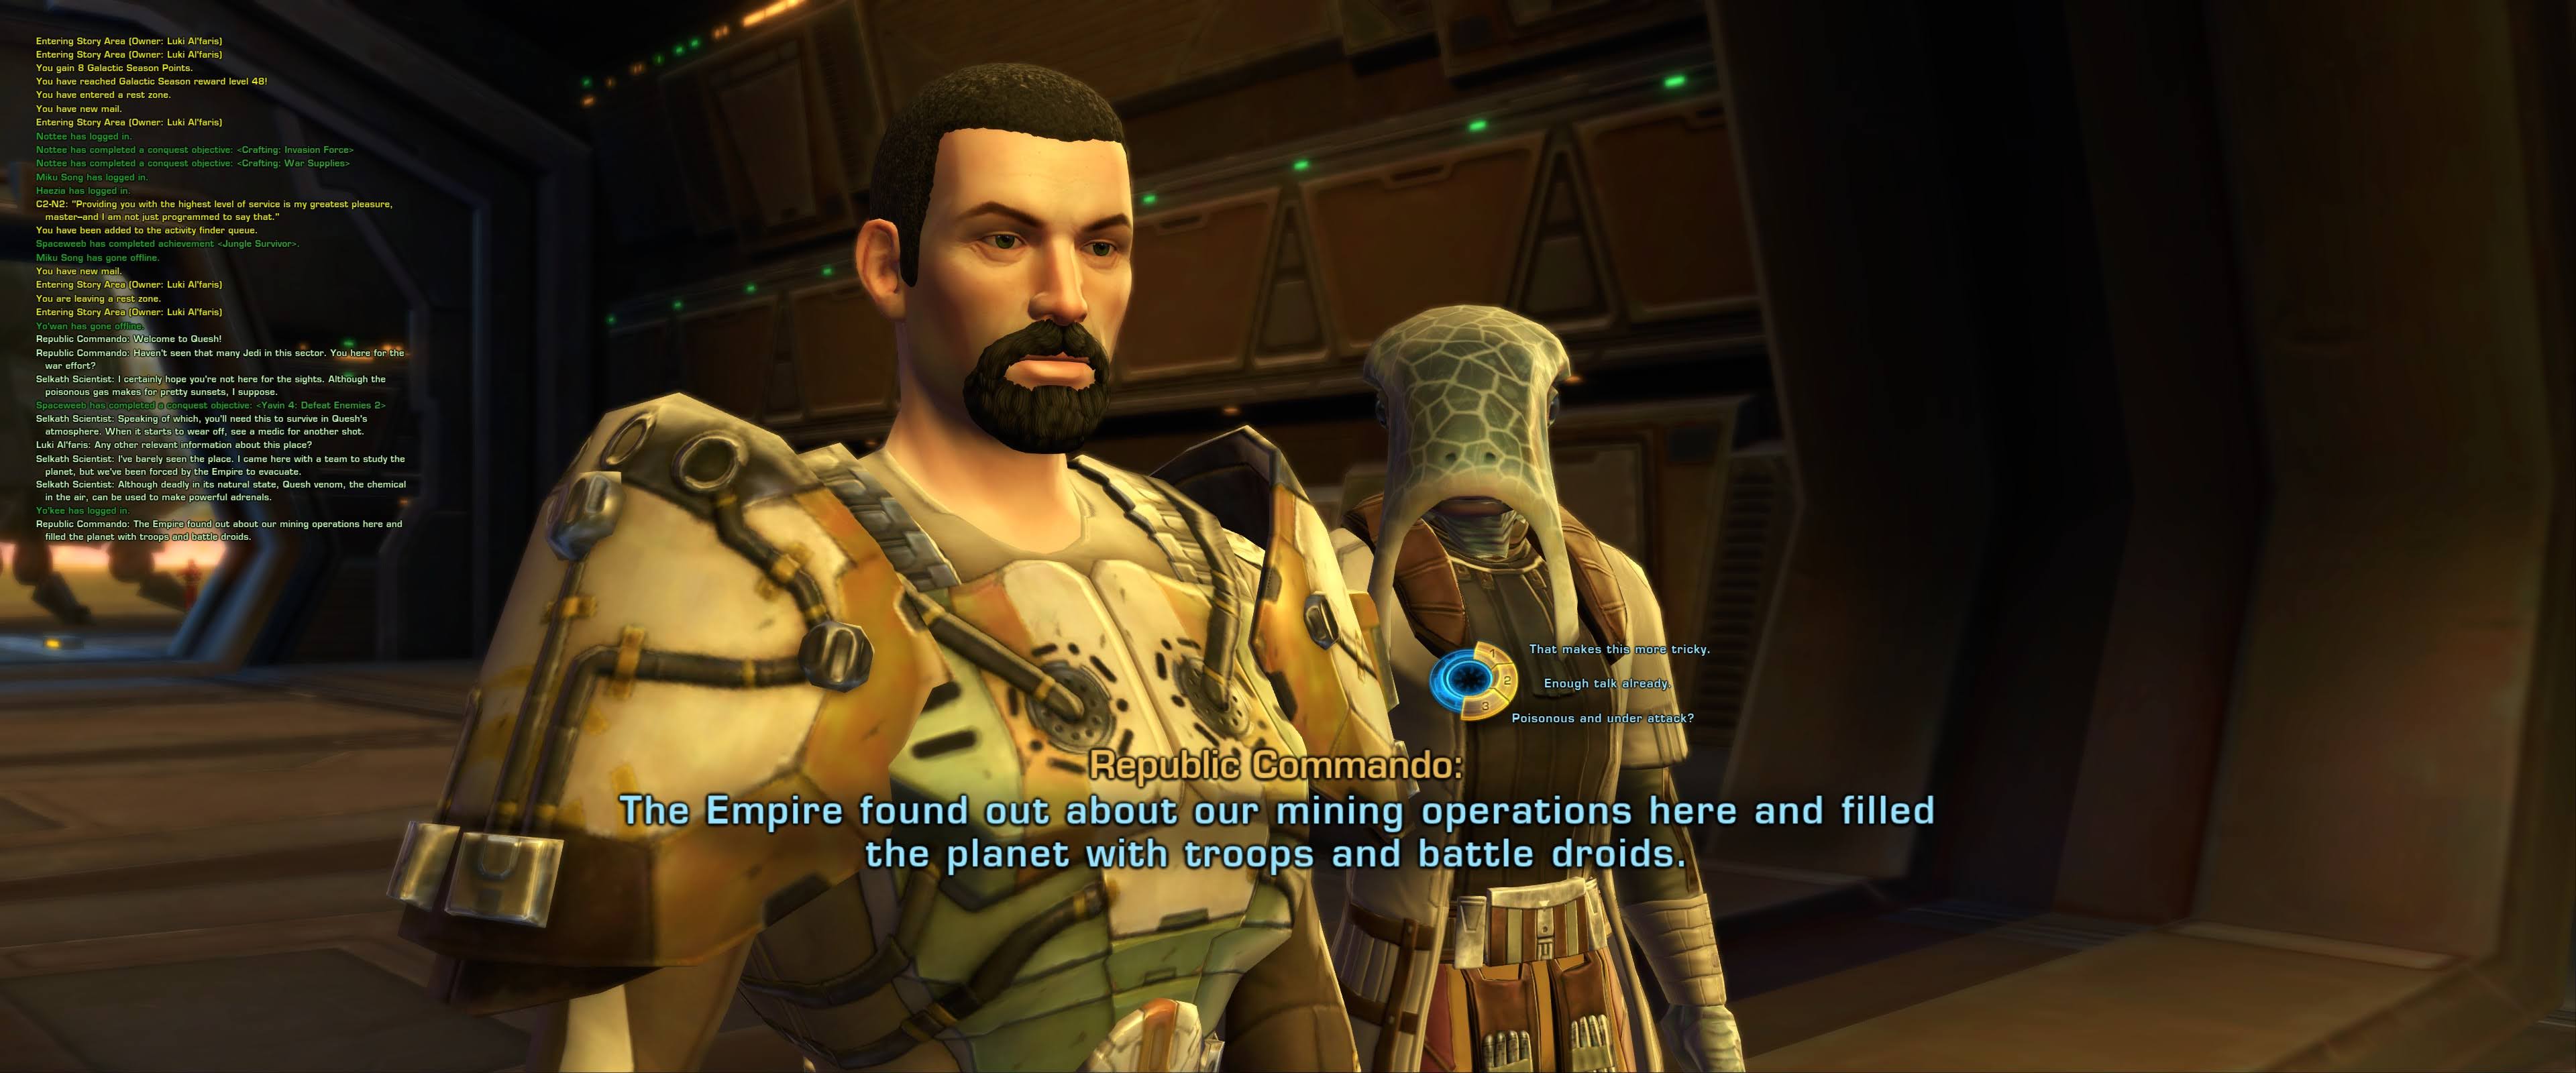 Entering Story Area (Owner: Luki Al'faris)
Entering Story Area (Owner: Luki Al'faris)
You gain 8 Galactic Season Points.
You have reached Galactic Season reward level 48!
You have entered a rest zone.
You have new mail.
Entering Story Area (Owner: Luki Al'faris)
Nottee has logged in.
Nottee has completed a conquest objective: <Crafting: Invasion Force>
Nottee has completed a conquest objective: <Crafting: War Supplies>
Miku Song has logged in.
Haezia has logged in.
C2-N2: "Providing you with the highest level of service is my greatest pleasure,
master—and I am not just programmed to say that."
You have been added to the activity finder queue.
Spaceweeb has completed achievement <Jungle Survivor>.
Miku Song has gone offline.
You have new mail.
Entering Story Area (Owner: Luki Al'faris)
You are leaving a rest zone.
Entering Story Area (Owner: Luki Al'faris)
Yo'wan has gone offline.
Republic Commando: Welcome to Quesh!
Republic Commando: Haven't seen that many Jedi in this sector. You here for the
war effort?
Selkath Scientist: I certainly hope you're not here for the sights. Although the
poisonous gas makes for pretty sunsets, I suppose.
Spaceweeb has completed a conquest objective: <Yavin 4: Defeat Enemies 2>
Selkath Scientist: Speaking of which, you'll need this to survive in Quesh's
atmosphere. When it starts to wear off, see a medic for another shot.
Luki Al'faris: Any other relevant information about this place?
Selkath Scientist: I've barely seen the place. I came here with a team to study the
planet, but we've been forced by the Empire to evacuate.
Selkath Scientist: Although deadly in its natural state, Quesh venom, the chemical
in the air, can be used to make powerful adrenals.
Yo'kee has logged in.
Republic Commando: The Empire found out about our mining operations here and
filled the planet with troops and battle droids.
1 That makes this more tricky.
2 Enough talk already.
3 Poisonous and under attack?
Republic Commando:
The Empire found out about our mining operations here and filled
the planet with troops and battle droids.